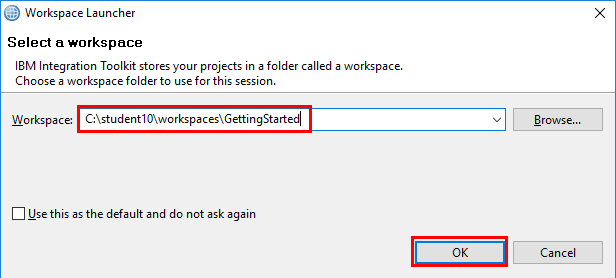 Workspace Launcher
Select a workspace
IBM Integration Toolkit stores your projects in a folder called a workspace.
Choose a workspace folder to use for this session.
Workspace: C:\student10\workspaces\GettingStarted Browse...
Use this as the default and do not ask again
OK Cancel